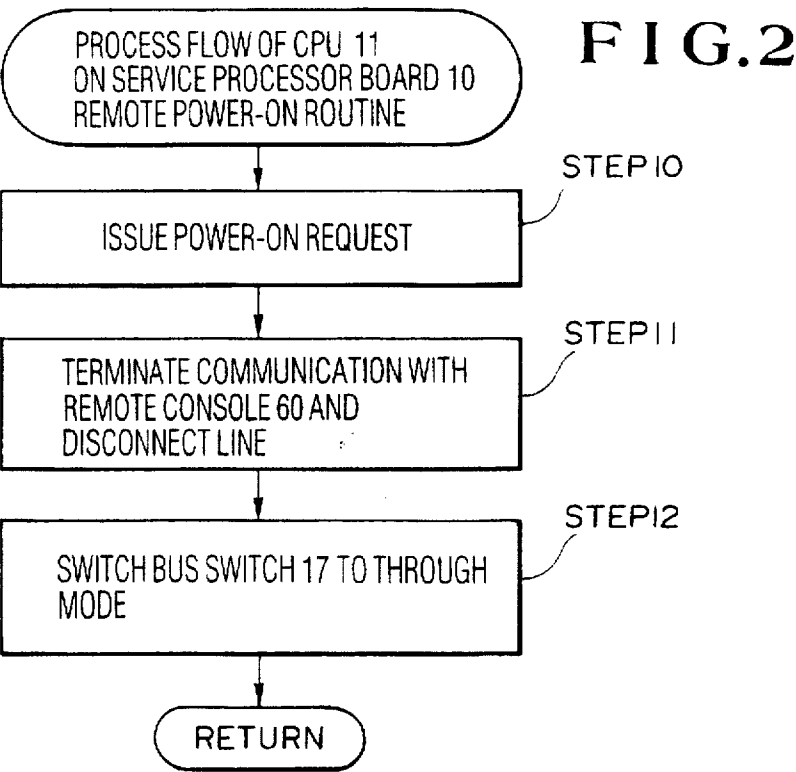 FIG.2
PROCESS FLOW OF CPU 11
ON SERVICE PROCESSOR BOARD 10
REMOTE POWER-ON ROUTINE
STEP10
ISSUE POWER-ON REQUEST
STEP11
TERMINATE COMMUNICATION WITH
REMOTE CONSOLE 60 AND
DISCONNECT LINE
STEP12
SWITCH BUS SWITCH 17 TO THROUGH
MODE
RETURN